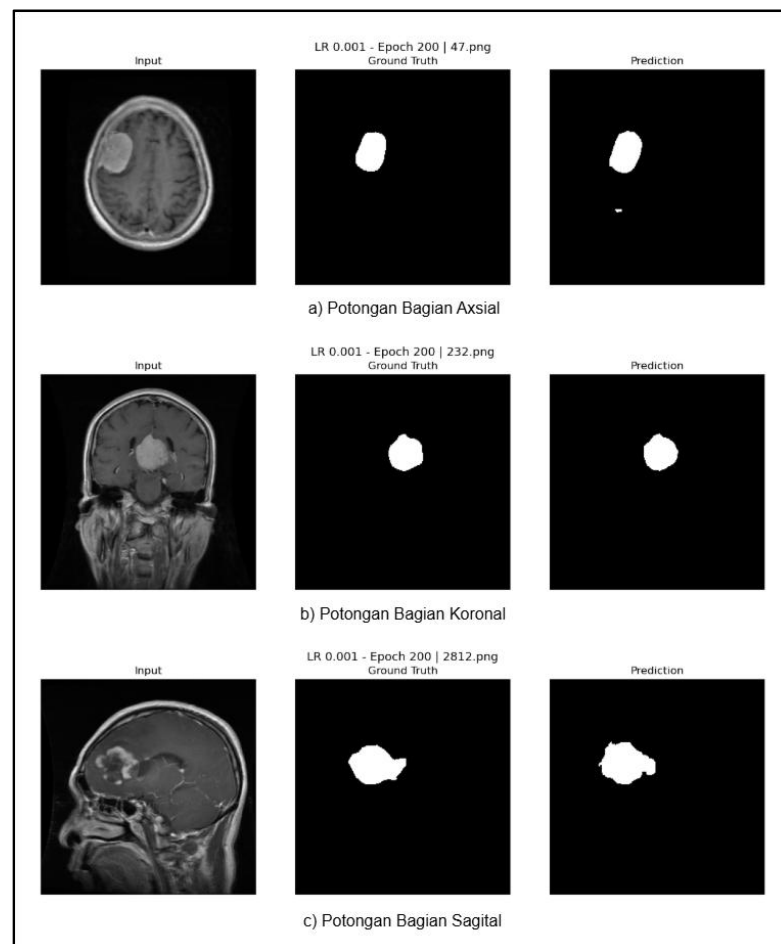 LR 0.001 - Epoch 200 | 47.png
Input Ground Truth Prediction
a) Potongan Bagian Axsial
LR 0.001 - Epoch 200 | 232.png
Input Ground Truth Prediction
b) Potongan Bagian Koronal
LR 0.001 - Epoch 200 | 2812.png
Input Ground Truth Prediction
c) Potongan Bagian Sagital